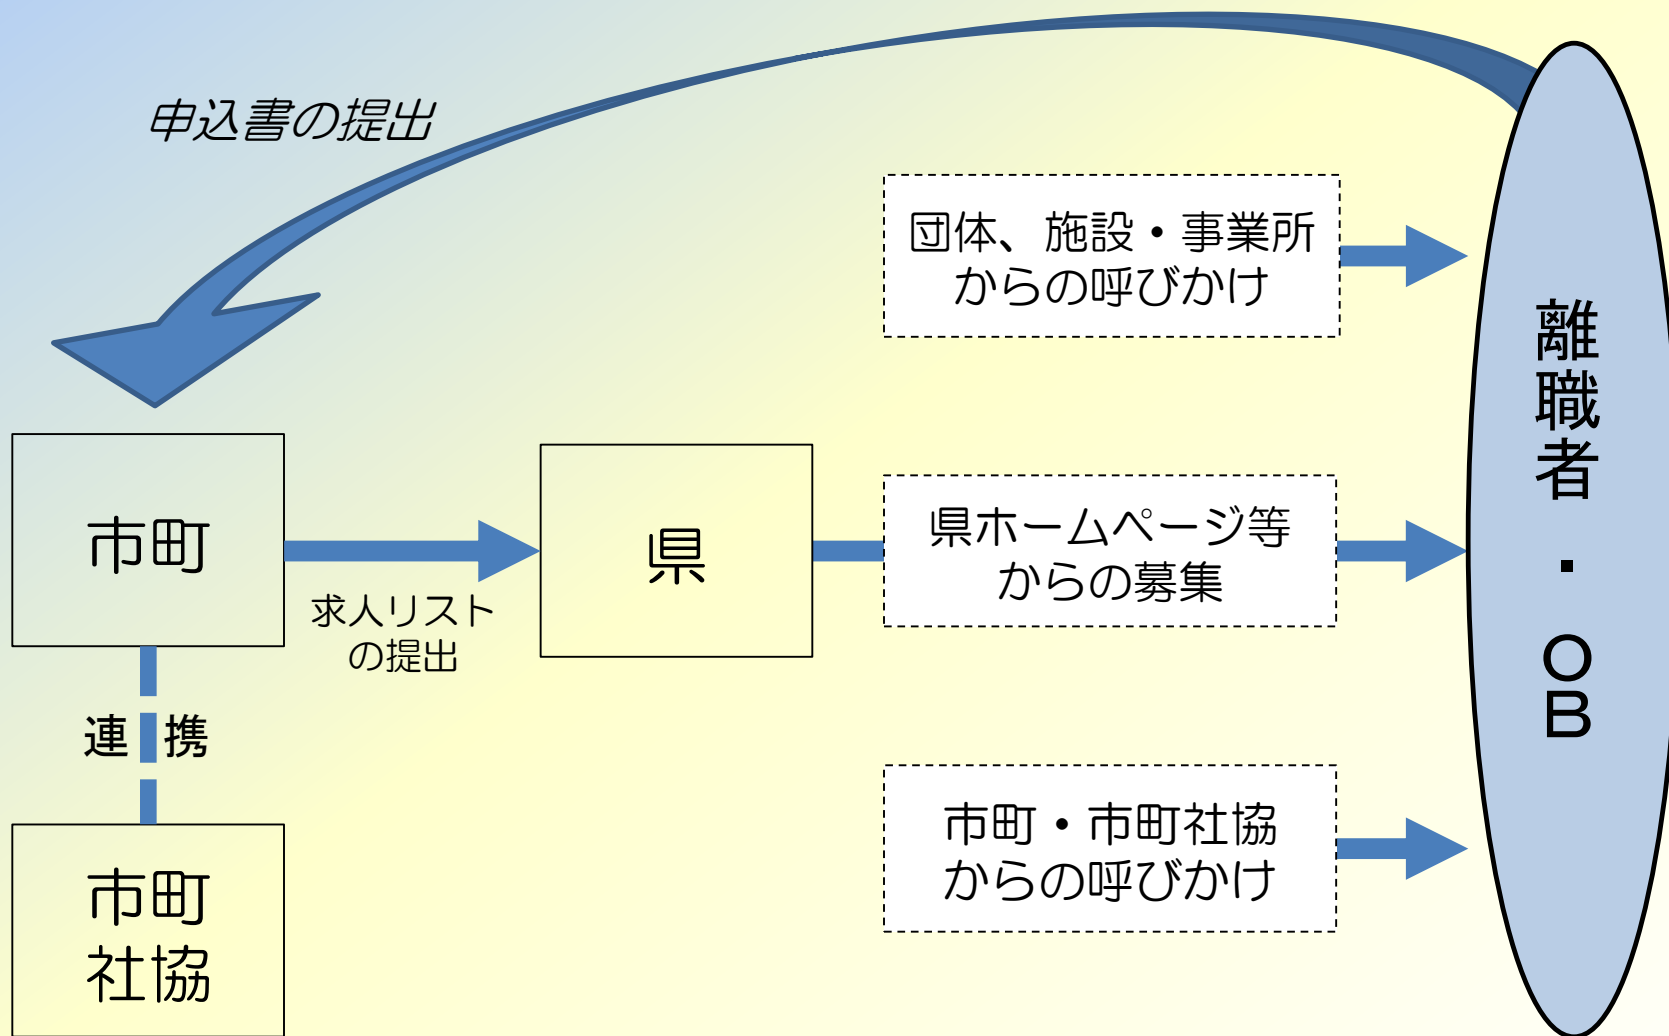 申込書の提出
団体、施設・事業所
からの呼びかけ
市町
求人リスト
の提出
県
県ホームページ等
からの募集
連携
市町
社協
市町・市町社協
からの呼びかけ
離職者・ＯＢ